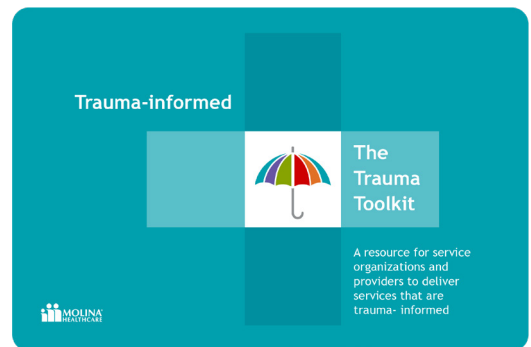 Trauma-informed
The
Trauma
Toolkit
A resource for service
organizations and
providers to deliver
services that are
trauma- informed
MOLINA
HEALTHCARE